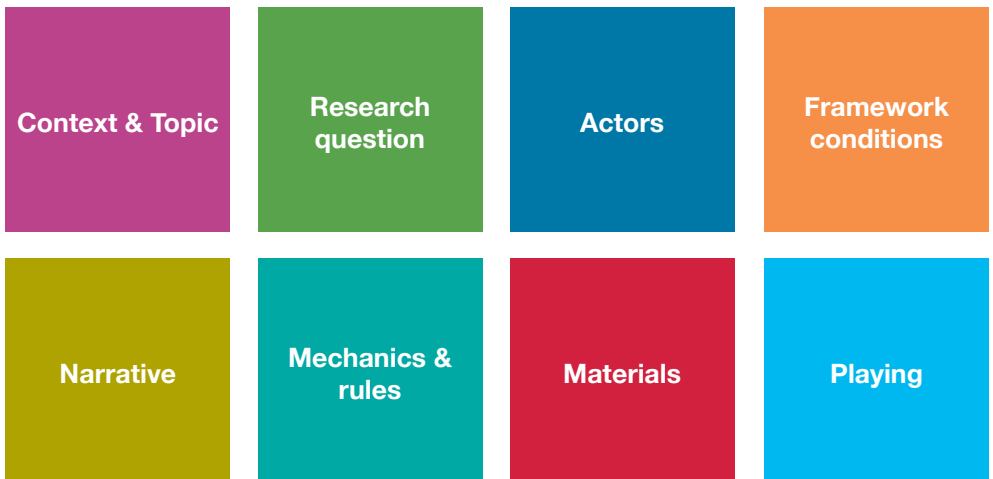 Context & Topic
Research
question
Actors
Framework
conditions
Narrative
Mechanics &
rules
Materials
Playing